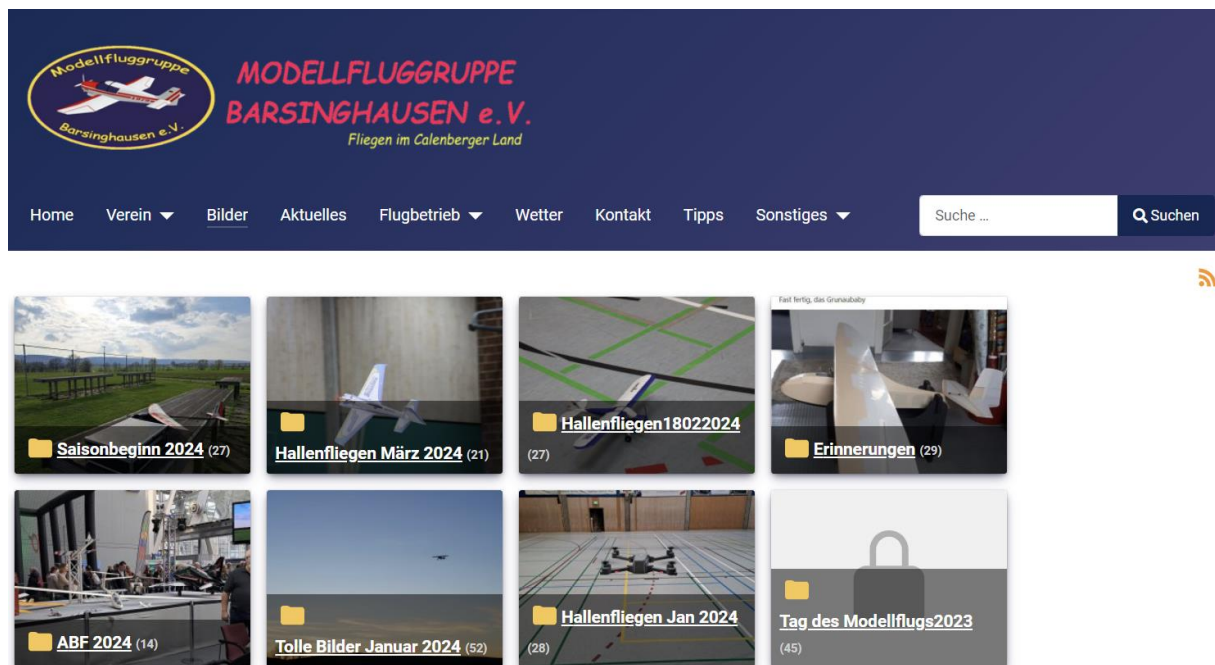 Modellfluggruppe
Barsinghausen e.V.
MODELLFLUGGRUPPE
BARSINGHAUSEN e.V.
Fliegen im Calenberger Land
Home Verein Bilder Aktuelles Flugbetrieb Wetter Kontakt Tipps Sonstiges Suche ... Suchen
Fast fertig, das Grunaubaby
Saisonbeginn 2024 (27)
Hallenfliegen März 2024 (21)
Hallenfliegen18022024
(27)
Erinnerungen (29)
ABF 2024 (14)
Tolle Bilder Januar 2024 (52)
Hallenfliegen Jan 2024
(28)
Tag des Modellflugs2023
(45)